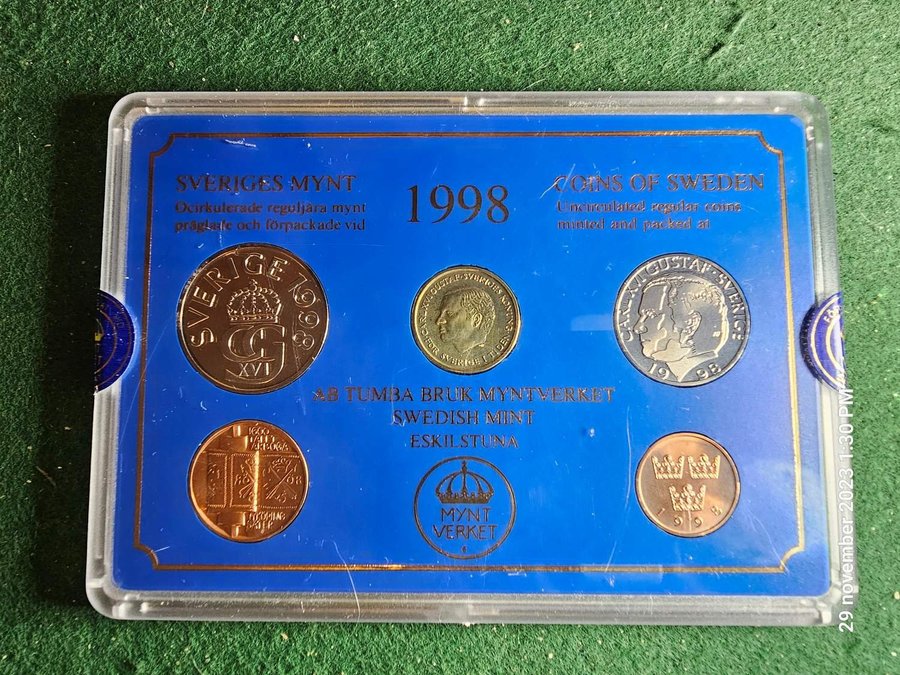 SVERIGES MYNT
Ocirkulerade reguljära mynt
präglade och förpackade vid
1998
COINS OF SWEDEN
Uncirculated regular coins
minted and packed at
SVERIGE 1998
XVI
CARL XVI GUSTAF · SVERIGE
1998
AB TUMBA BRUK MYNTVERKET
SWEDISH MINT
ESKILSTUNA
MYNT
VERKET
1998
29 november 2023 1:30 PM